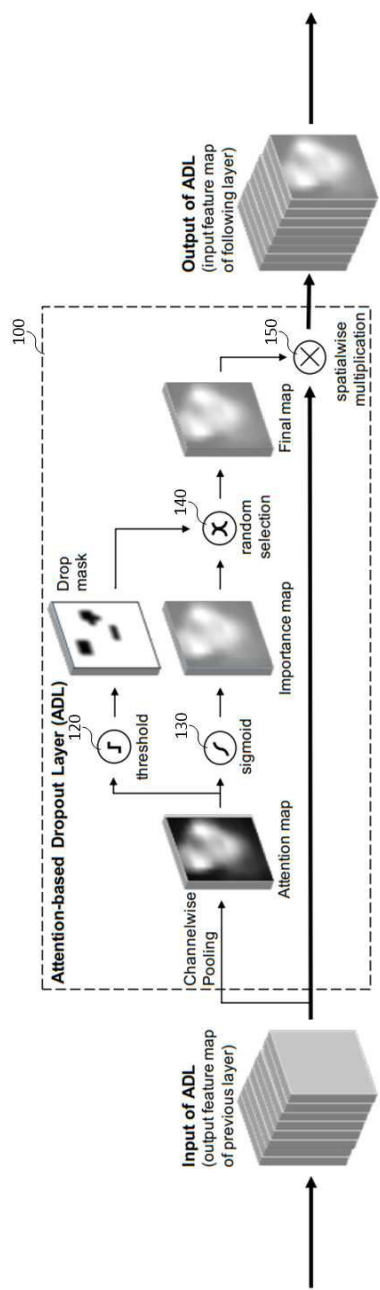 100
Attention-based Dropout Layer (ADL)
Input of ADL
(output feature map
of previous layer)
Channelwise
Pooling
Attention map
120
threshold
130
sigmoid
Drop
mask
Importance map
140
random
selection
Final map
150
spatialwise
multiplication
Output of ADL
(input feature map
of following layer)